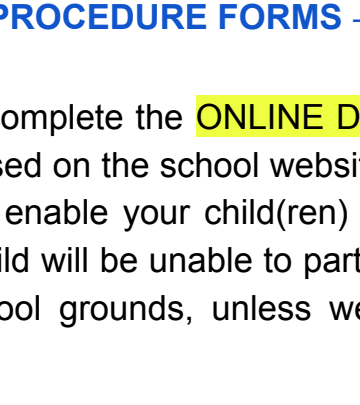 PROCEDURE FORMS -
omplete the ONLINE D
sed on the school websi
enable your child(ren)
ild will be unable to part
ool grounds, unless we